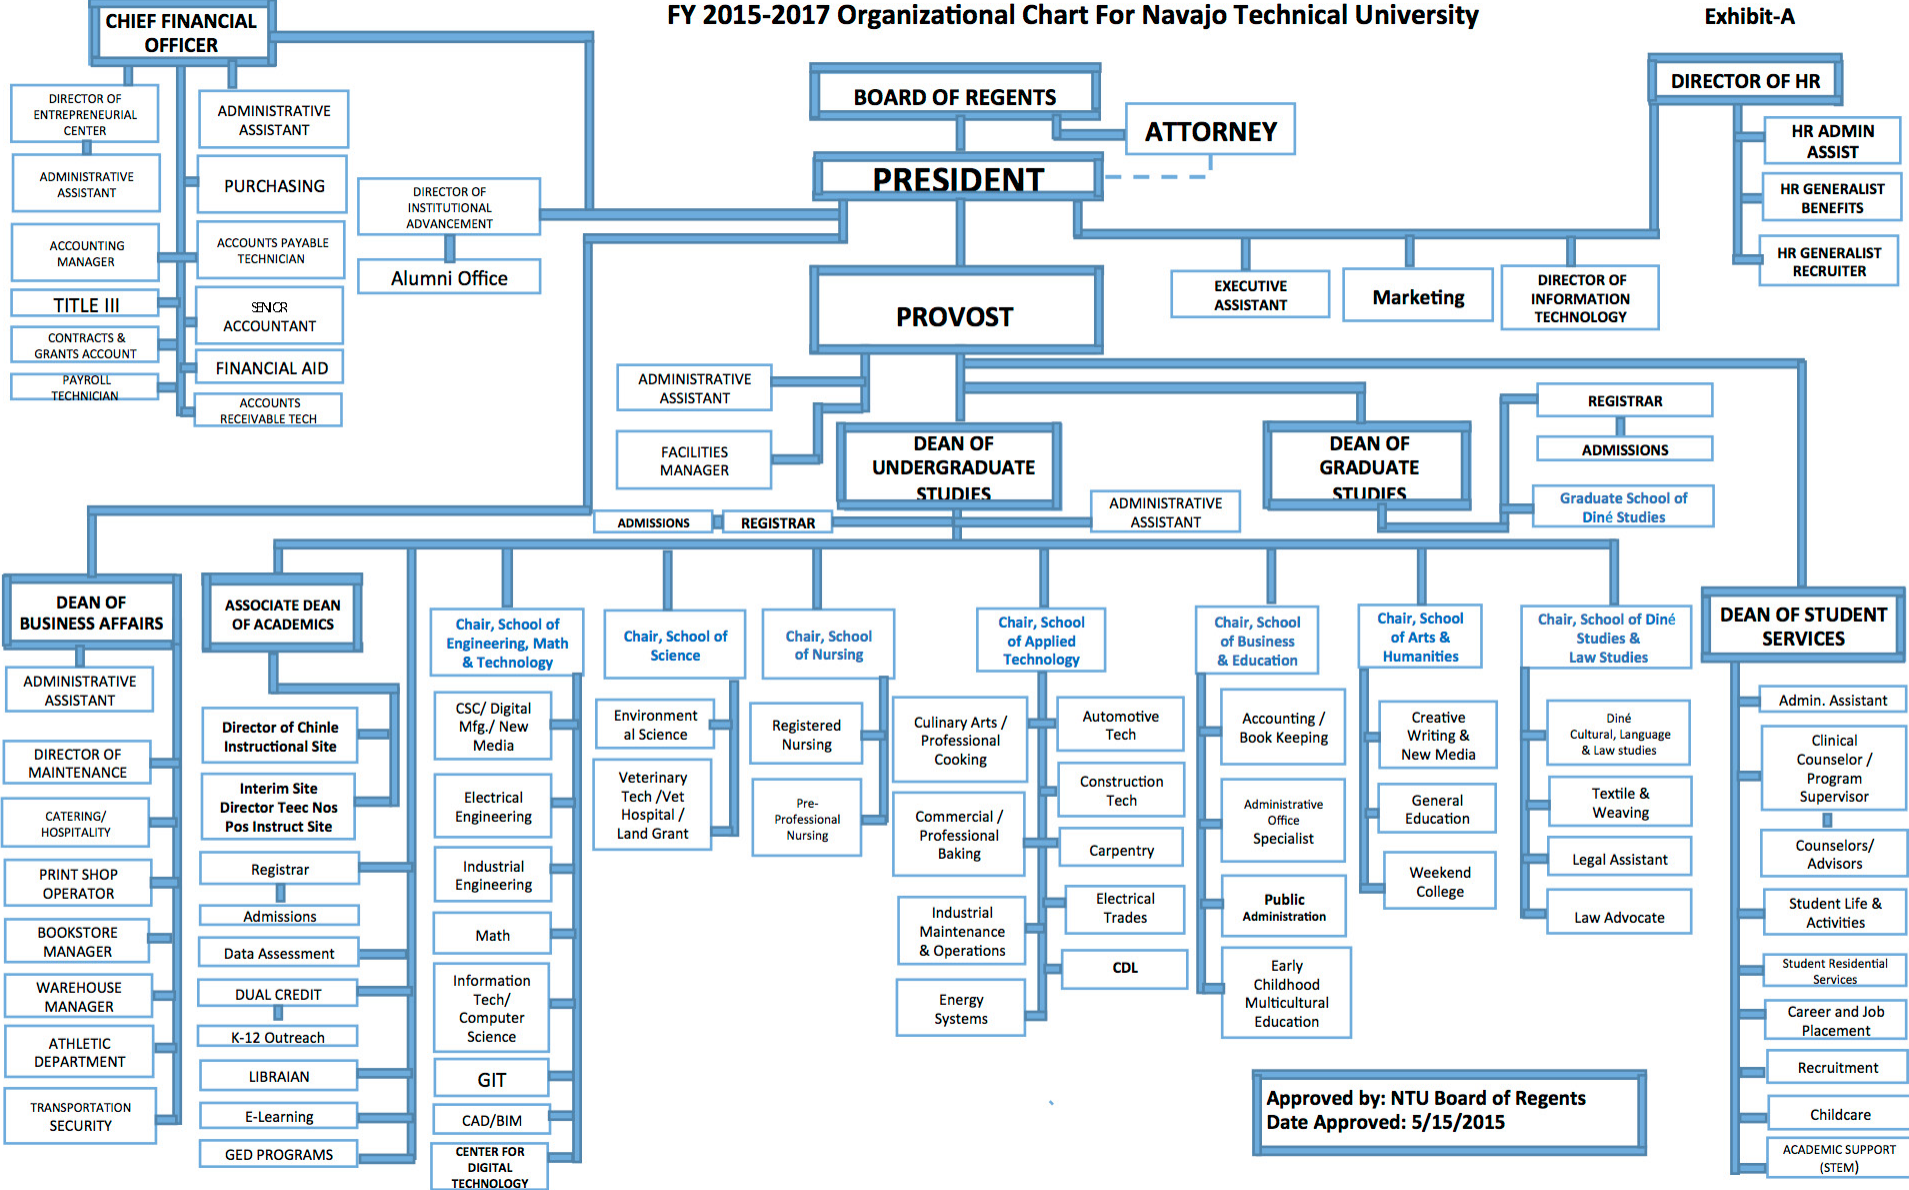 FY 2015-2017 Organizational Chart For Navajo Technical University
Exhibit-A
CHIEF FINANCIAL
OFFICER
DIRECTOR OF
ENTREPRENEURIAL
CENTER
ADMINISTRATIVE
ASSISTANT
ADMINISTRATIVE
ASSISTANT
PURCHASING
ACCOUNTING
MANAGER
ACCOUNTS PAYABLE
TECHNICIAN
TITLE III
SENIOR
ACCOUNTANT
CONTRACTS &
GRANTS ACCOUNT
FINANCIAL AID
PAYROLL
TECHNICIAN
ACCOUNTS
RECEIVABLE TECH
DIRECTOR OF
INSTITUTIONAL
ADVANCEMENT
Alumni Office
BOARD OF REGENTS
ATTORNEY
PRESIDENT
PROVOST
DIRECTOR OF HR
HR ADMIN
ASSIST
HR GENERALIST
BENEFITS
HR GENERALIST
RECRUITER
EXECUTIVE
ASSISTANT
Marketing
DIRECTOR OF
INFORMATION
TECHNOLOGY
ADMINISTRATIVE
ASSISTANT
FACILITIES
MANAGER
DEAN OF
UNDERGRADUATE
STUDIES
DEAN OF
GRADUATE
STUDIES
REGISTRAR
ADMISSIONS
Graduate School of
Diné Studies
ADMISSIONS
REGISTRAR
ADMINISTRATIVE
ASSISTANT
DEAN OF
BUSINESS AFFAIRS
ADMINISTRATIVE
ASSISTANT
DIRECTOR OF
MAINTENANCE
CATERING/
HOSPITALITY
PRINT SHOP
OPERATOR
BOOKSTORE
MANAGER
WAREHOUSE
MANAGER
ATHLETIC
DEPARTMENT
TRANSPORTATION
SECURITY
ASSOCIATE DEAN
OF ACADEMICS
Director of Chinle
Instructional Site
Interim Site
Director Teec Nos
Pos Instruct Site
Registrar
Admissions
Data Assessment
DUAL CREDIT
K-12 Outreach
LIBRAIAN
E-Learning
GED PROGRAMS
Chair, School of
Engineering, Math
& Technology
CSC/ Digital
Mfg./ New
Media
Electrical
Engineering
Industrial
Engineering
Math
Information
Tech/
Computer
Science
GIT
CAD/BIM
CENTER FOR
DIGITAL
TECHNOLOGY
Chair, School of
Science
Environment
al Science
Veterinary
Tech /Vet
Hospital /
Land Grant
Chair, School
of Nursing
Registered
Nursing
Pre-
Professional
Nursing
Chair, School
of Applied
Technology
Culinary Arts /
Professional
Cooking
Commercial /
Professional
Baking
Industrial
Maintenance
& Operations
Energy
Systems
Automotive
Tech
Construction
Tech
Carpentry
Electrical
Trades
CDL
Chair, School
of Business
& Education
Accounting /
Book Keeping
Administrative
Office
Specialist
Public
Administration
Early
Childhood
Multicultural
Education
Chair, School
of Arts &
Humanities
Creative
Writing &
New Media
General
Education
Weekend
College
Chair, School of Diné
Studies &
Law Studies
Diné
Cultural, Language
& Law studies
Textile &
Weaving
Legal Assistant
Law Advocate
DEAN OF STUDENT
SERVICES
Admin. Assistant
Clinical
Counselor /
Program
Supervisor
Counselors/
Advisors
Student Life &
Activities
Student Residential
Services
Career and Job
Placement
Recruitment
Childcare
ACADEMIC SUPPORT
(STEM)
Approved by: NTU Board of Regents
Date Approved: 5/15/2015